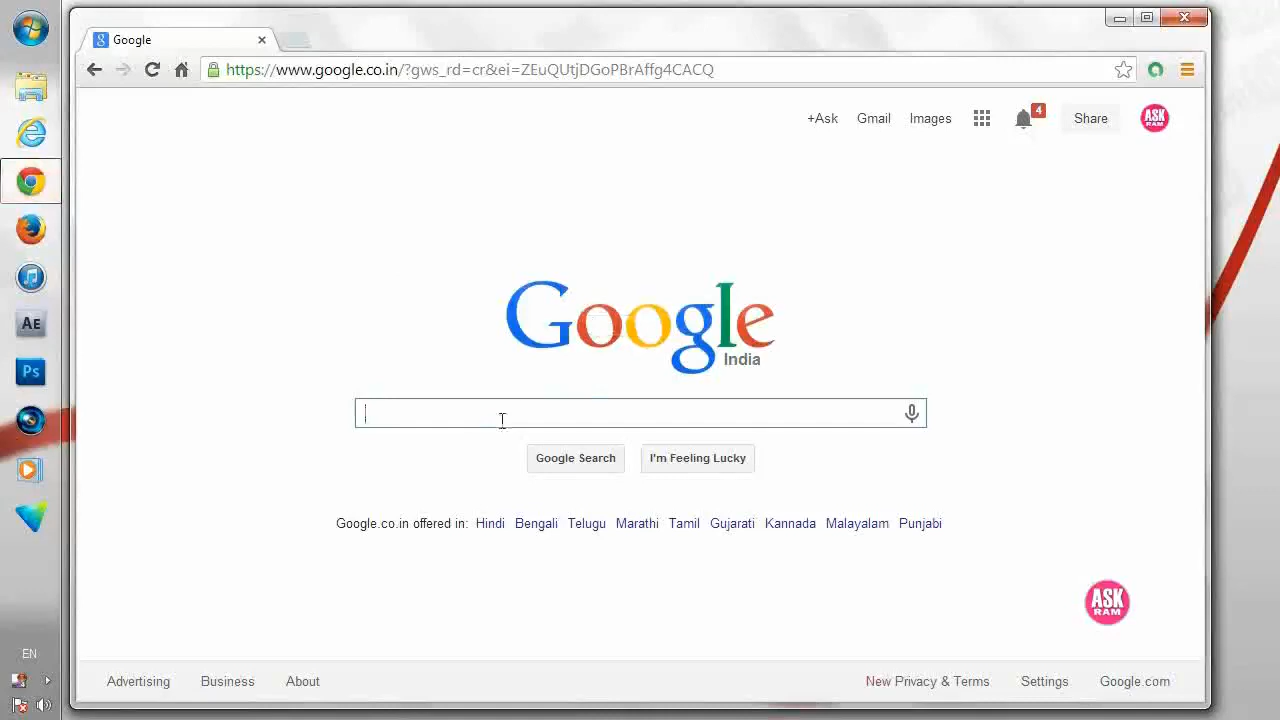 Google
https://www.google.co.in/?gws_rd=cr&ei=ZEuQUtjDGoPBrAffg4CACQ
+Ask Gmail Images 4 Share ASK RAM
Google
India
Google Search I'm Feeling Lucky
Google.co.in offered in: Hindi Bengali Telugu Marathi Tamil Gujarati Kannada Malayalam Punjabi
ASK
RAM
Advertising Business About New Privacy & Terms Settings Google.com
Ae
Ps
EN